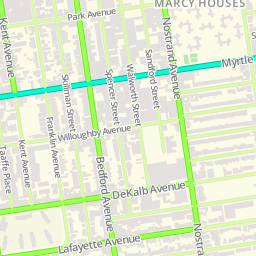 MARCY HOUSES
Park Avenue
Kent Avenue
Nostrand Avenue
Sandford Street
Walworth Street
Spencer Street
Skillman Street
Myrtle
Willoughby Avenue
Franklin Avenue
Kent Avenue
Taaffe Place
Bedford Avenue
DeKalb Avenue
Lafayette Avenue
Nostra